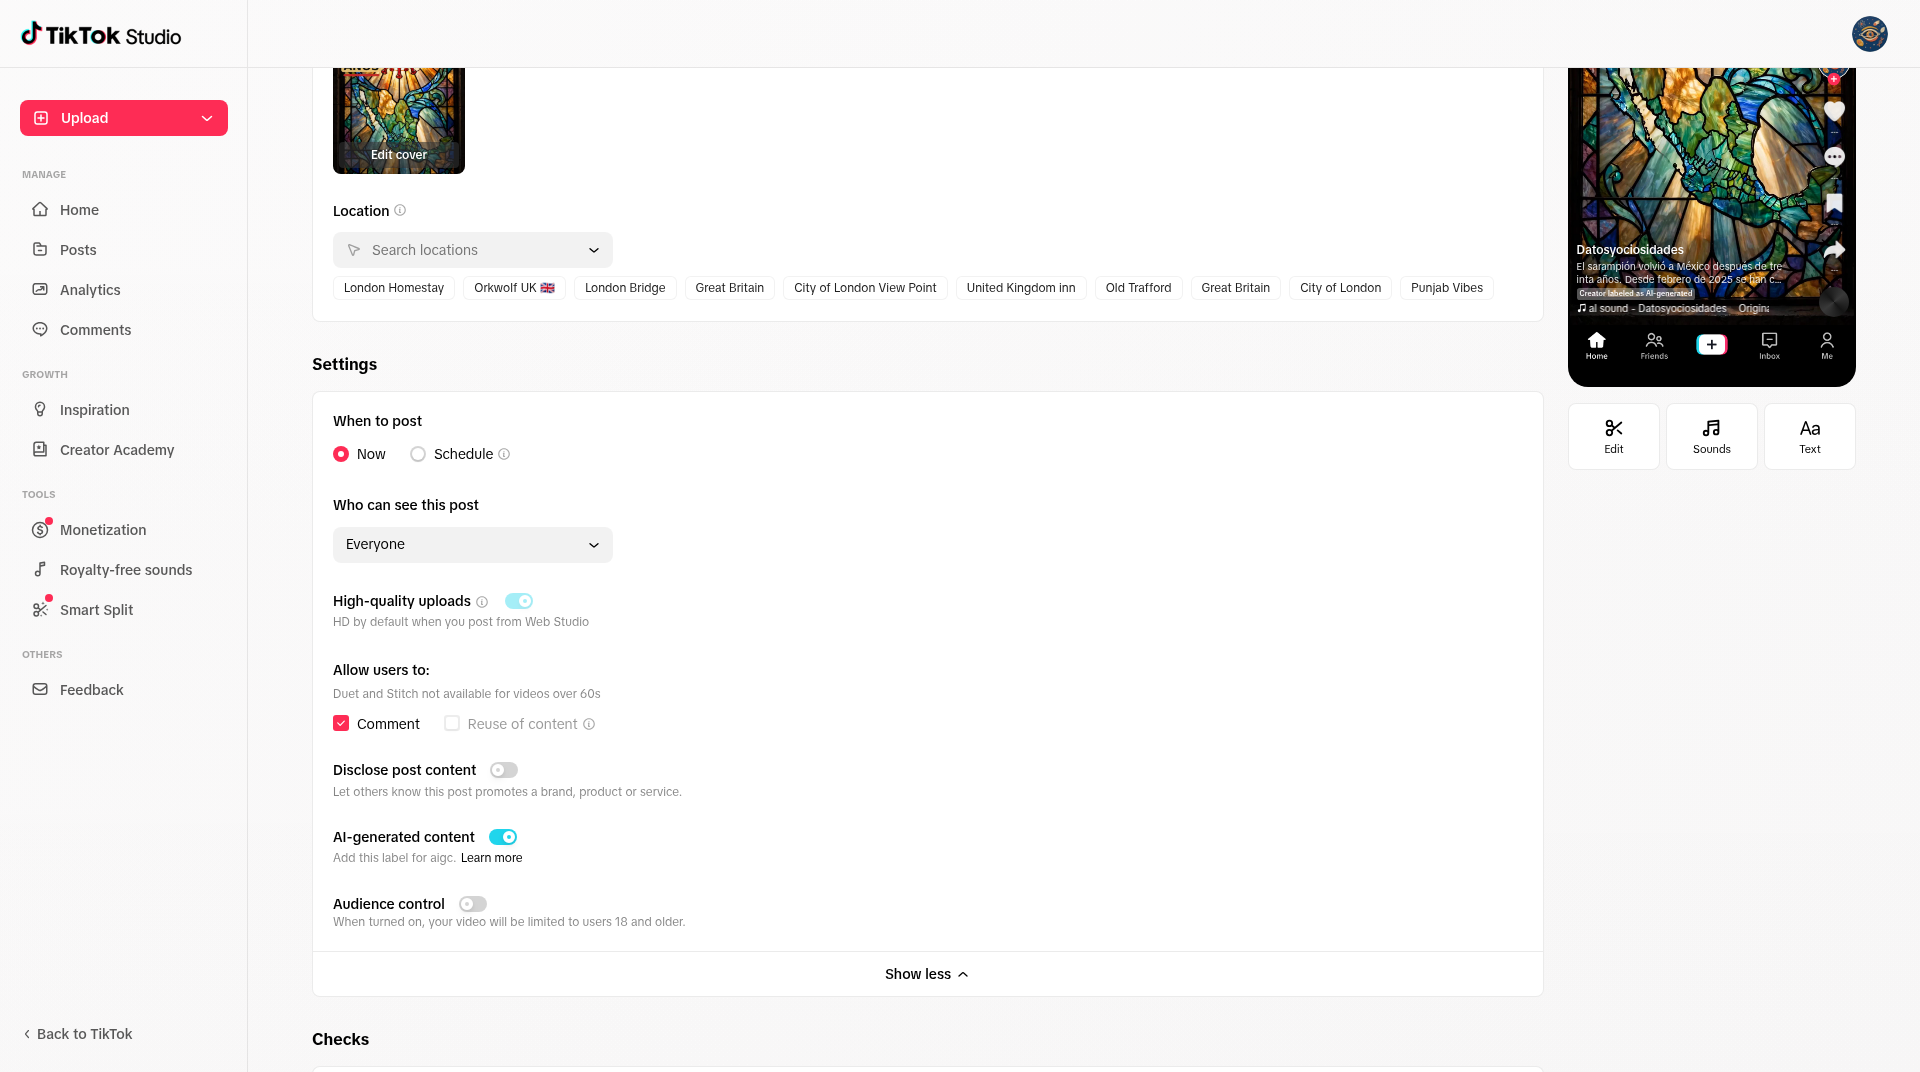 TikTok Studio
Upload
MANAGE
Home
Posts
Analytics
Comments
GROWTH
Inspiration
Creator Academy
TOOLS
Monetization
Royalty-free sounds
Smart Split
OTHERS
Feedback
Back to TikTok
Edit cover
Location
Search locations
London Homestay
Orkwolf UK 🇬🇧
London Bridge
Great Britain
City of London View Point
United Kingdom inn
Old Trafford
Great Britain
City of London
Punjab Vibes
Settings
When to post
Now
Schedule
Who can see this post
Everyone
High-quality uploads
HD by default when you post from Web Studio
Allow users to:
Duet and Stitch not available for videos over 60s
Comment
Reuse of content
Disclose post content
Let others know this post promotes a brand, product or service.
AI-generated content
Add this label for aigc. Learn more
Audience control
When turned on, your video will be limited to users 18 and older.
Show less
Checks
Datosyociosidades
El sarampión volvió a México después de tre
inta años. Desde febrero de 2025 se han c...
Creator labeled as AI-generated
al sound - Datosyociosidades Origina
Home
Friends
Inbox
Me
Edit
Sounds
Aa
Text